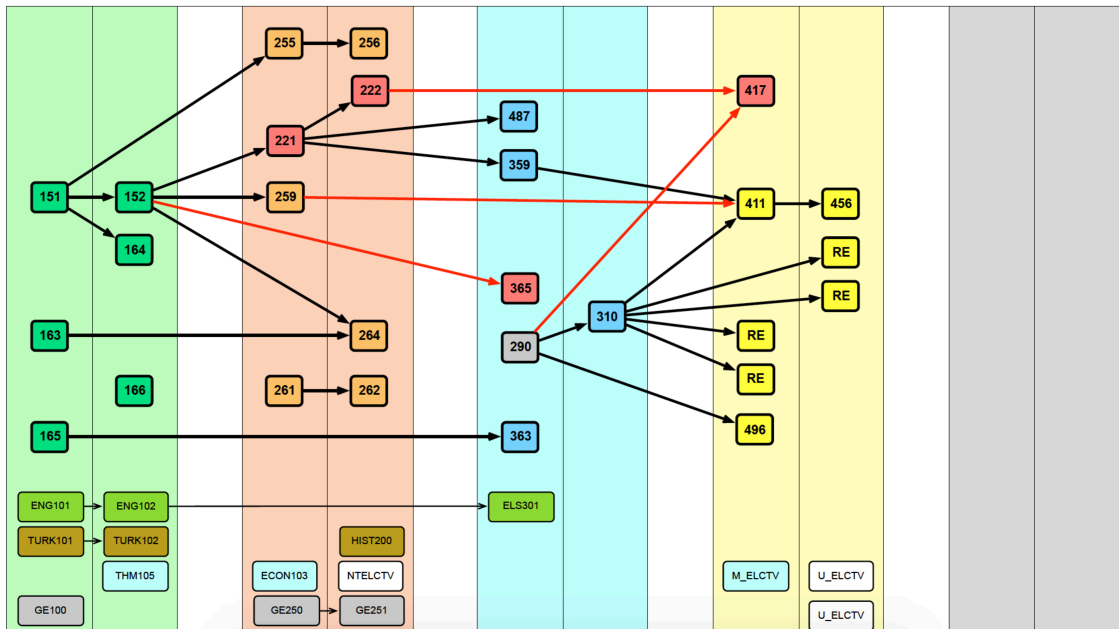 255 256
222 417
487
221
359
151 152 259 411 456
164
RE
365
RE
310
290
163 264 RE
RE
166 261 262
496
165 363
ENG101 ENG102 ELS301
TURK101 TURK102 HIST200
THM105 ECON103 NTELCTV M_ELCTV U_ELCTV
GE100 GE250 GE251 U_ELCTV